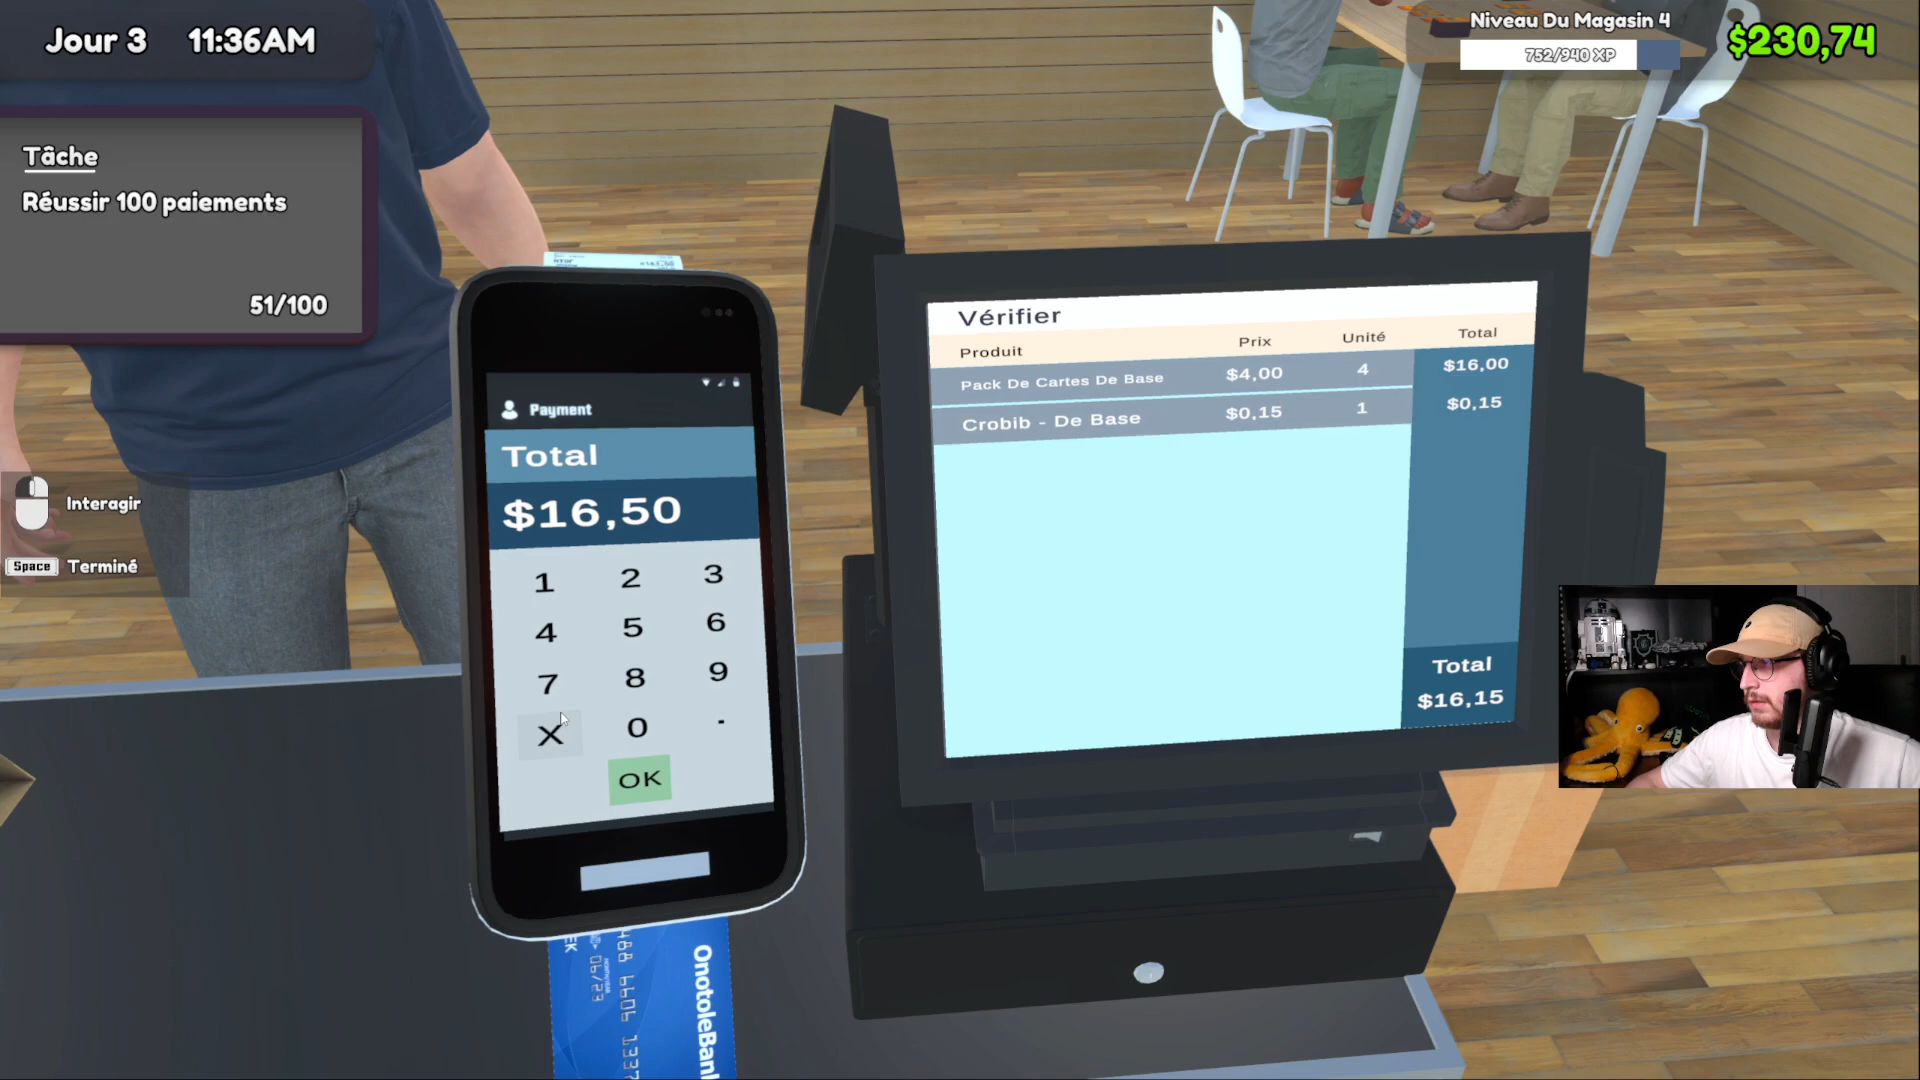 Jour 3 11:36AM
Niveau Du Magasin 4
752/940 XP
$230,74
Tâche
Réussir 100 paiements
51/100
Interagir
Space Terminé
Payment
Total
$16,50
1 2 3
4 5 6
7 8 9
X 0 .
OK
Vérifier
Produit Prix Unité Total
Pack De Cartes De Base $4,00 4 $16,00
Crobib - De Base $0,15 1 $0,15
Total
$16,15
OnotoleBank
06/23